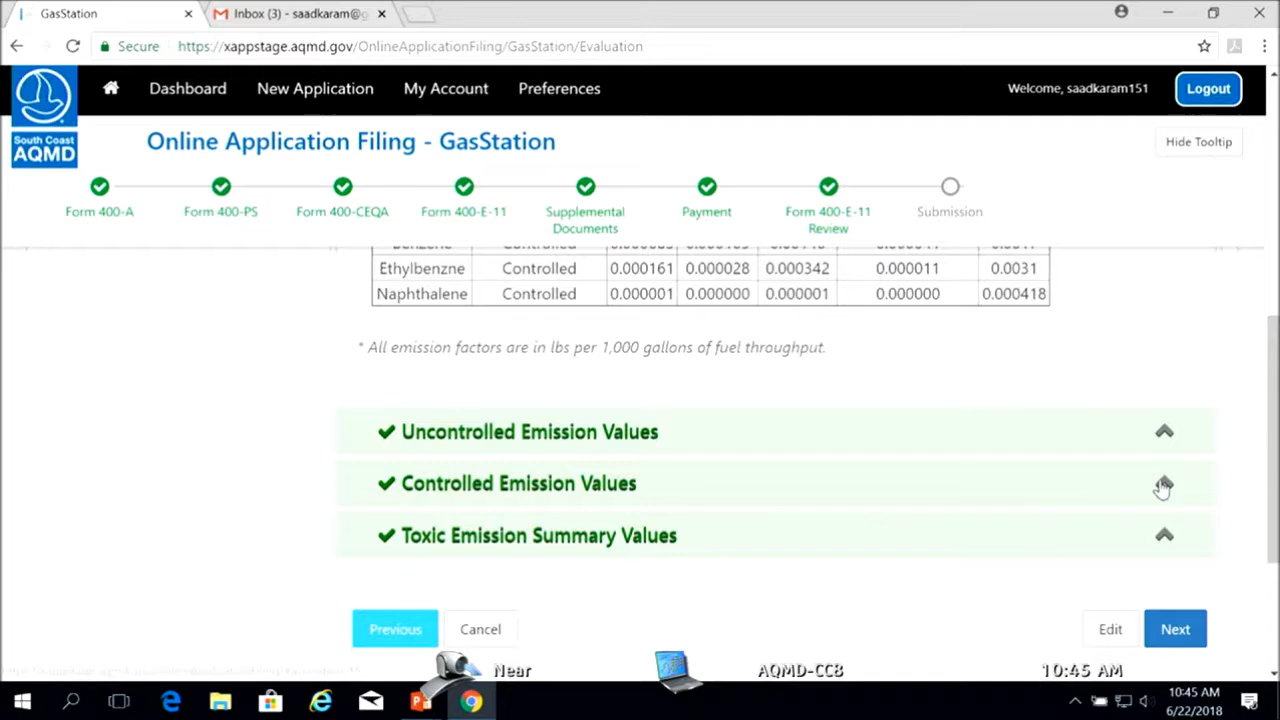 GasStation
Inbox (3) - saadkaram@g
Secure
https://xappstage.aqmd.gov/OnlineApplicationFiling/GasStation/Evaluation
Dashboard New Application My Account Preferences
Welcome, saadkaram151
Logout
South Coast
AQMD
Online Application Filing - GasStation
Hide Tooltip
Form 400-A
Form 400-PS
Form 400-CEQA
Form 400-E-11
Supplemental
Documents
Payment
Form 400-E-11
Review
Submission
Ethylbenzne Controlled 0.000161 0.000028 0.000342 0.000011 0.0031
Naphthalene Controlled 0.000001 0.000000 0.000001 0.000000 0.000418
* All emission factors are in lbs per 1,000 gallons of fuel throughput.
Uncontrolled Emission Values
Controlled Emission Values
Toxic Emission Summary Values
Previous
Cancel
Edit
Next
Near
AQMD-CC8
10:45 AM
10:45 AM
6/22/2018